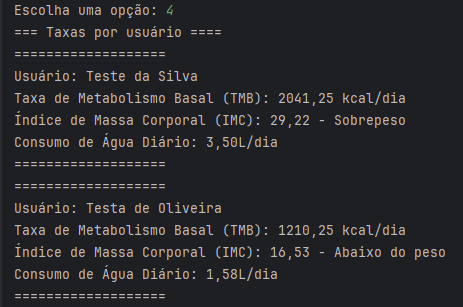 Escolha uma opção: 4
=== Taxas por usuário ====
===================
Usuário: Teste da Silva
Taxa de Metabolismo Basal (TMB): 2041,25 kcal/dia
Índice de Massa Corporal (IMC): 29,22 - Sobrepeso
Consumo de Água Diário: 3,50L/dia
===================
===================
Usuário: Testa de Oliveira
Taxa de Metabolismo Basal (TMB): 1210,25 kcal/dia
Índice de Massa Corporal (IMC): 16,53 - Abaixo do peso
Consumo de Água Diário: 1,58L/dia
===================